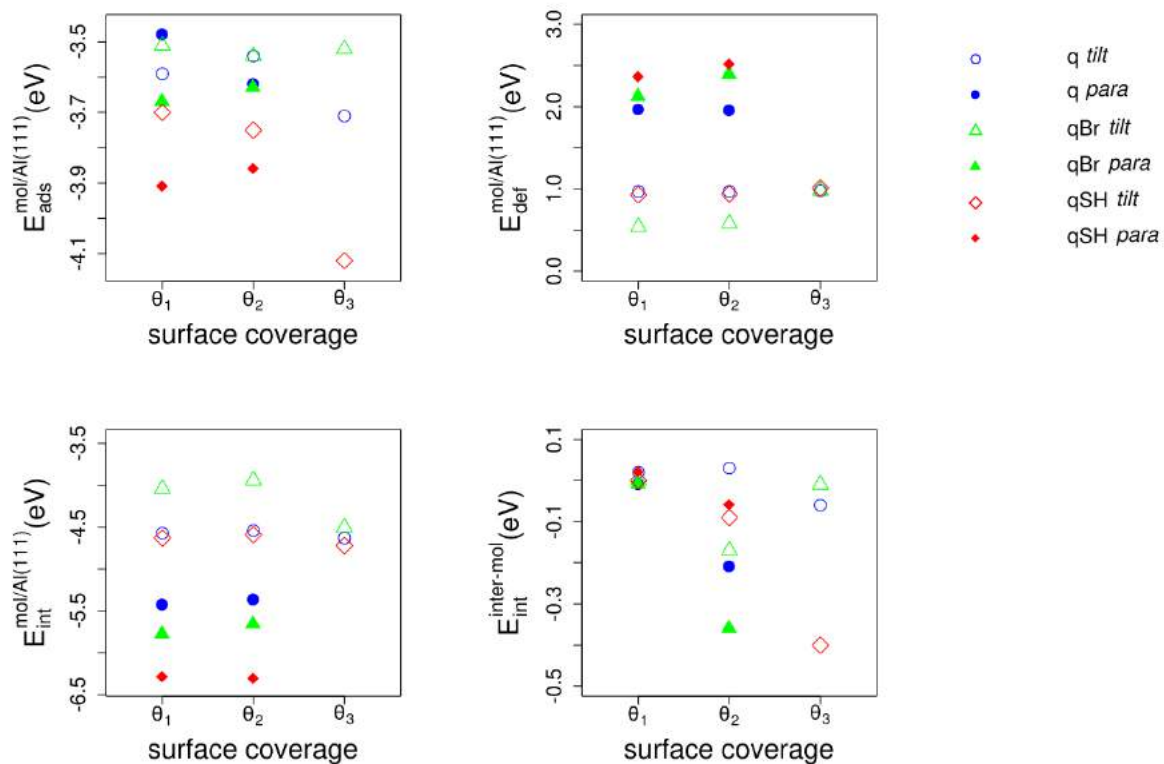 E_ads^mol/Al(111) (eV)
-3.5
-3.7
-3.9
-4.1
θ1 θ2 θ3
surface coverage
E_def^mol/Al(111) (eV)
3.0
2.0
1.0
0.0
θ1 θ2 θ3
surface coverage
q tilt
q para
qBr tilt
qBr para
qSH tilt
qSH para
E_int^mol/Al(111) (eV)
-3.5
-4.5
-5.5
-6.5
θ1 θ2 θ3
surface coverage
E_int^inter-mol (eV)
0.1
-0.1
-0.3
-0.5
θ1 θ2 θ3
surface coverage